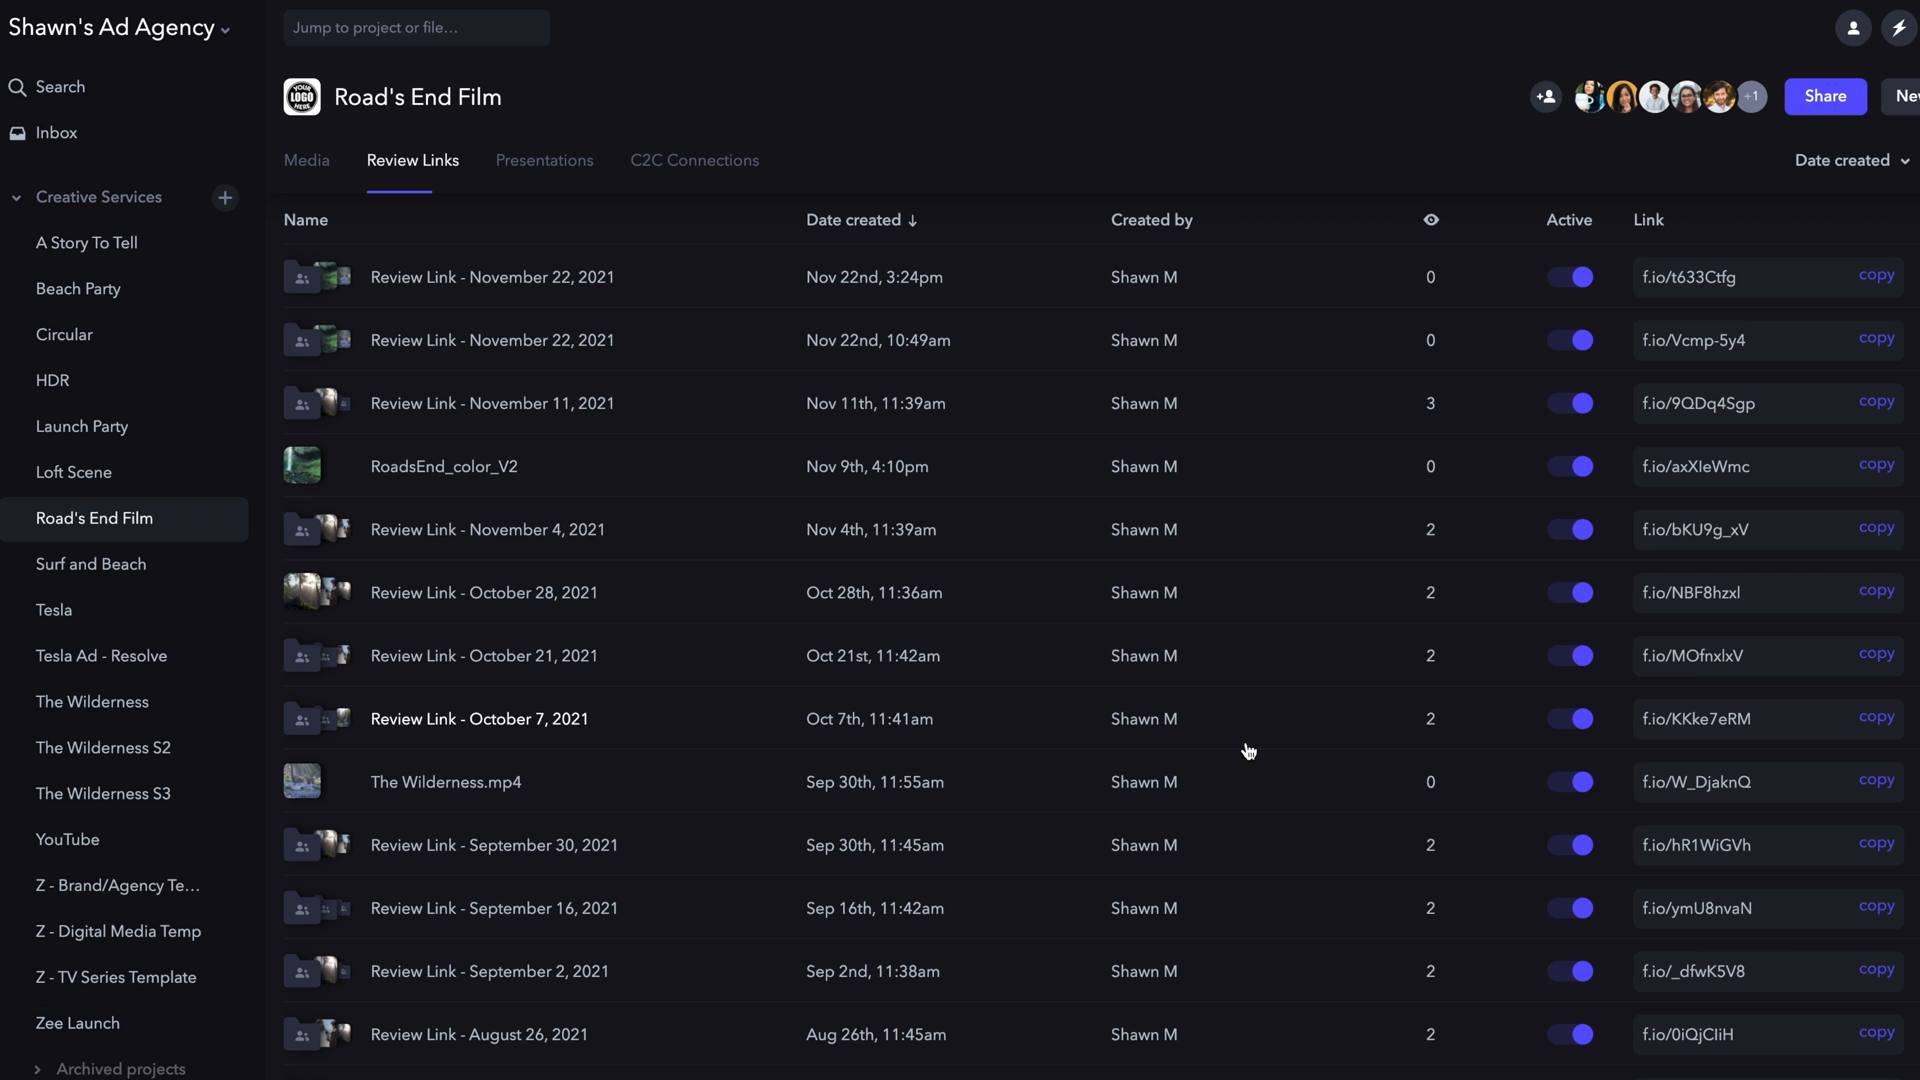 Shawn's Ad Agency
Jump to project or file…
Search
Inbox
YOUR
LOGO
HERE
Road's End Film
+1
Share
Media
Review Links
Presentations
C2C Connections
Date created
Creative Services
A Story To Tell
Beach Party
Circular
HDR
Launch Party
Loft Scene
Road's End Film
Surf and Beach
Tesla
Tesla Ad - Resolve
The Wilderness
The Wilderness S2
The Wilderness S3
YouTube
Z - Brand/Agency Te…
Z - Digital Media Temp
Z - TV Series Template
Zee Launch
Archived projects
Name Date created ↓ Created by Active Link
Review Link - November 22, 2021 Nov 22nd, 3:24pm Shawn M 0 f.io/t633Ctfg copy
Review Link - November 22, 2021 Nov 22nd, 10:49am Shawn M 0 f.io/Vcmp-5y4 copy
Review Link - November 11, 2021 Nov 11th, 11:39am Shawn M 3 f.io/9QDq4Sgp copy
RoadsEnd_color_V2 Nov 9th, 4:10pm Shawn M 0 f.io/axXIeWmc copy
Review Link - November 4, 2021 Nov 4th, 11:39am Shawn M 2 f.io/bKU9g_xV copy
Review Link - October 28, 2021 Oct 28th, 11:36am Shawn M 2 f.io/NBF8hzxl copy
Review Link - October 21, 2021 Oct 21st, 11:42am Shawn M 2 f.io/MOfnxlxV copy
Review Link - October 7, 2021 Oct 7th, 11:41am Shawn M 2 f.io/KKke7eRM copy
The Wilderness.mp4 Sep 30th, 11:55am Shawn M 0 f.io/W_DjaknQ copy
Review Link - September 30, 2021 Sep 30th, 11:45am Shawn M 2 f.io/hR1WiGVh copy
Review Link - September 16, 2021 Sep 16th, 11:42am Shawn M 2 f.io/ymU8nvaN copy
Review Link - September 2, 2021 Sep 2nd, 11:38am Shawn M 2 f.io/_dfwK5V8 copy
Review Link - August 26, 2021 Aug 26th, 11:45am Shawn M 2 f.io/0iQjCIiH copy